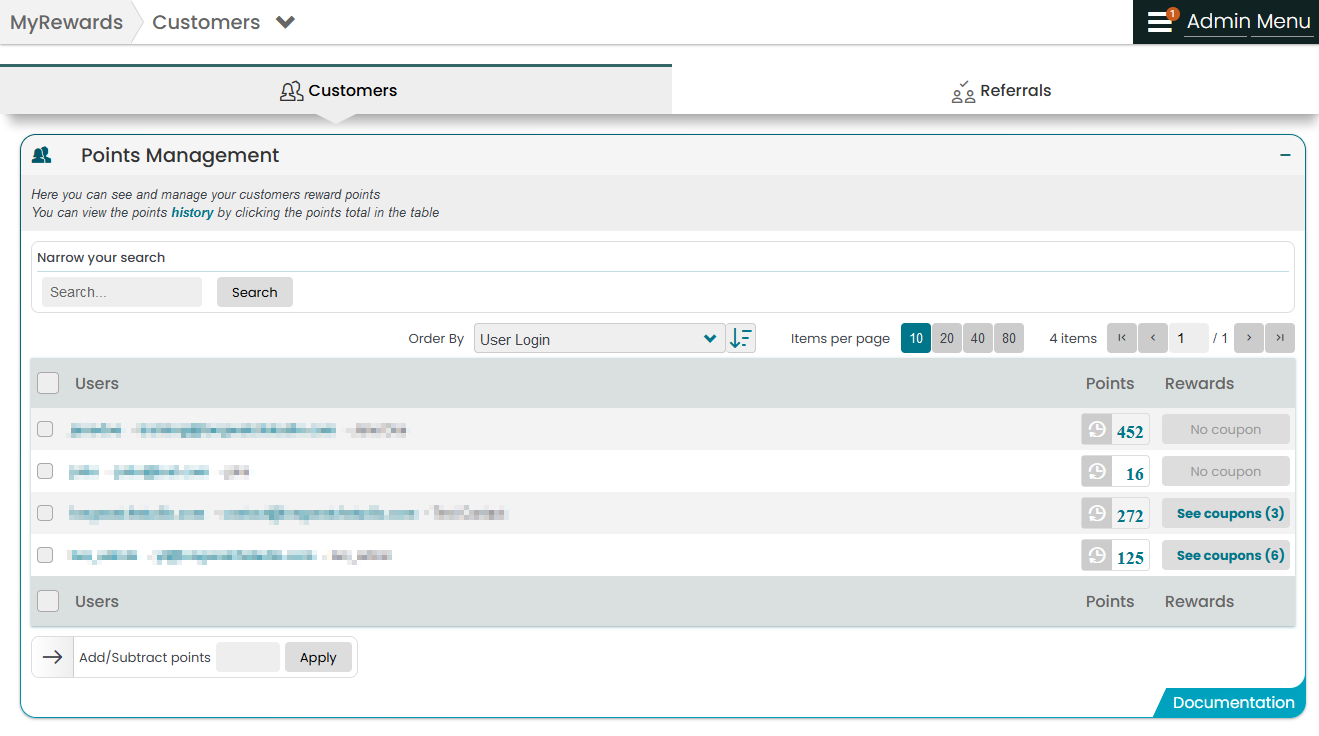 MyRewards Customers 1 Admin Menu
Customers Referrals
Points Management
Here you can see and manage your customers reward points
You can view the points history by clicking the points total in the table
Narrow your search
Search... Search
Order By User Login Items per page 10 20 40 80 4 items 1 / 1
Users Points Rewards
452 No coupon
16 No coupon
272 See coupons (3)
125 See coupons (6)
Users Points Rewards
Add/Subtract points Apply
Documentation